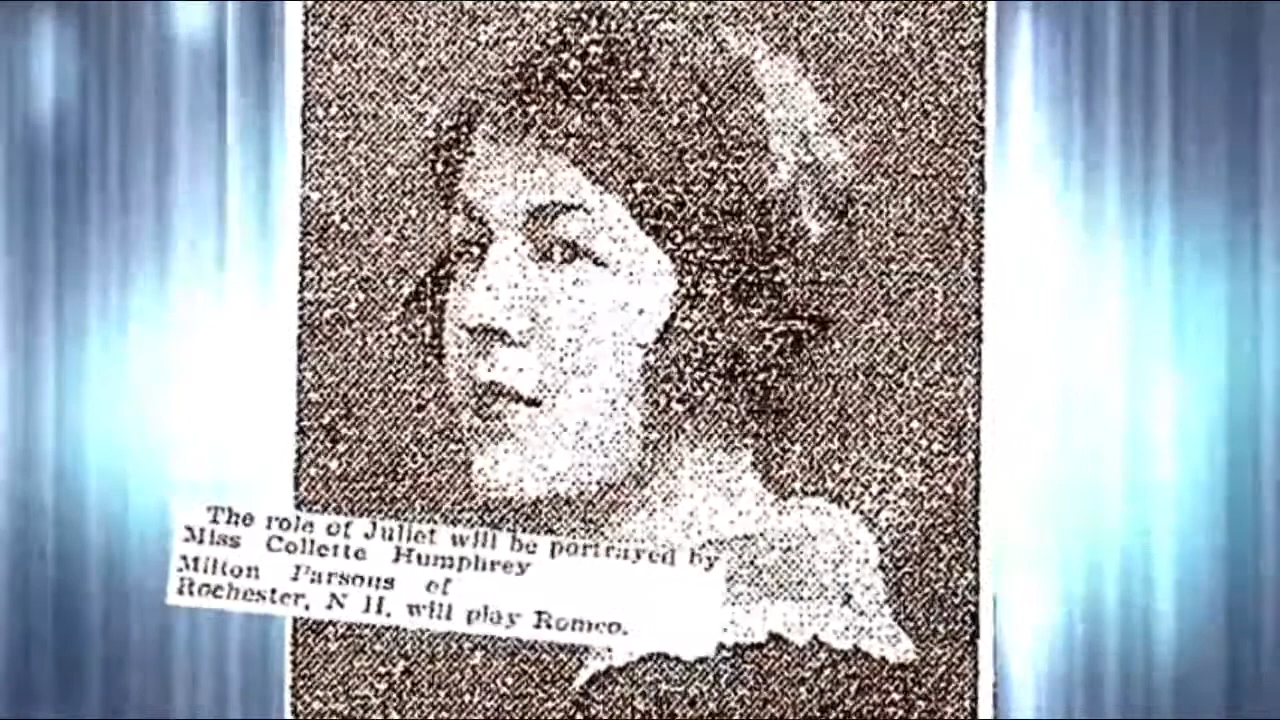 The role of Juliet will be portrayed by
Miss Collette Humphrey
Milton Parsons of
Rochester, N H. will play Romeo.